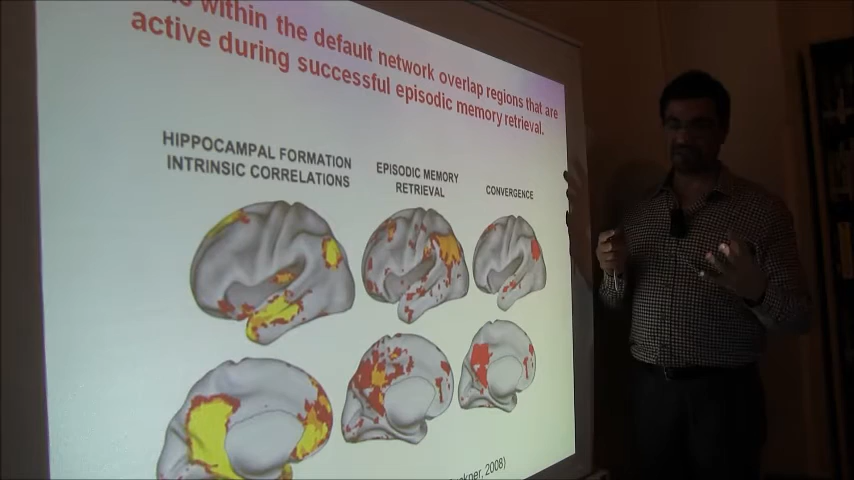 within the default network overlap regions that are
active during successful episodic memory retrieval.
HIPPOCAMPAL FORMATION
INTRINSIC CORRELATIONS
EPISODIC MEMORY
RETRIEVAL
CONVERGENCE
2008)